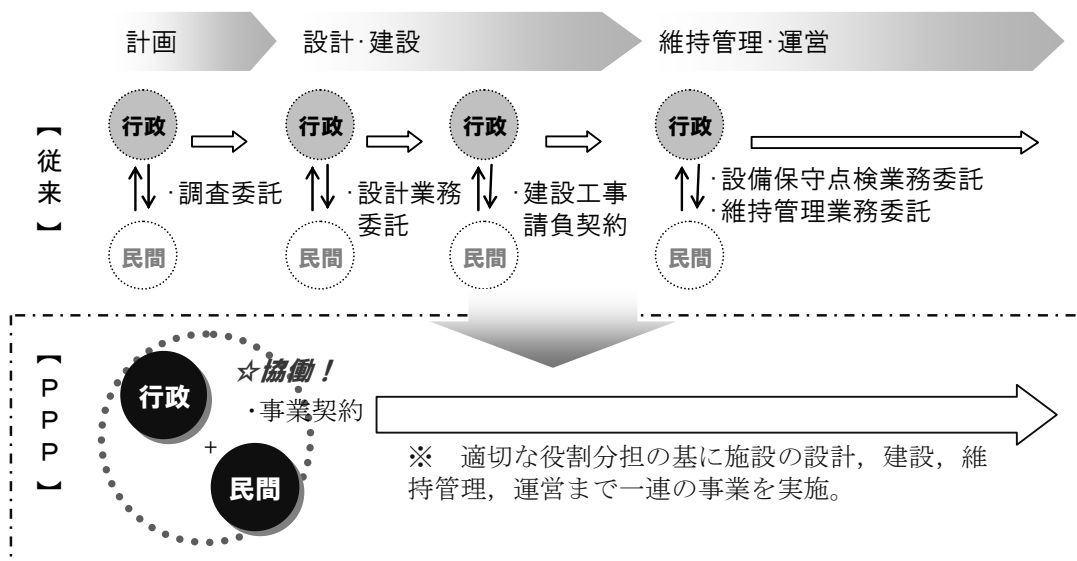 計画
設計·建設
維持管理·運営
【従来】
行政
行政
行政
行政
·調査委託
·設計業務
委託
·建設工事
請負契約
·設備保守点検業務委託
·維持管理業務委託
民間
民間
民間
民間
【PPP】
☆協働！
行政
·事業契約
+
民間
※　適切な役割分担の基に施設の設計，建設，維
持管理，運営まで一連の事業を実施。